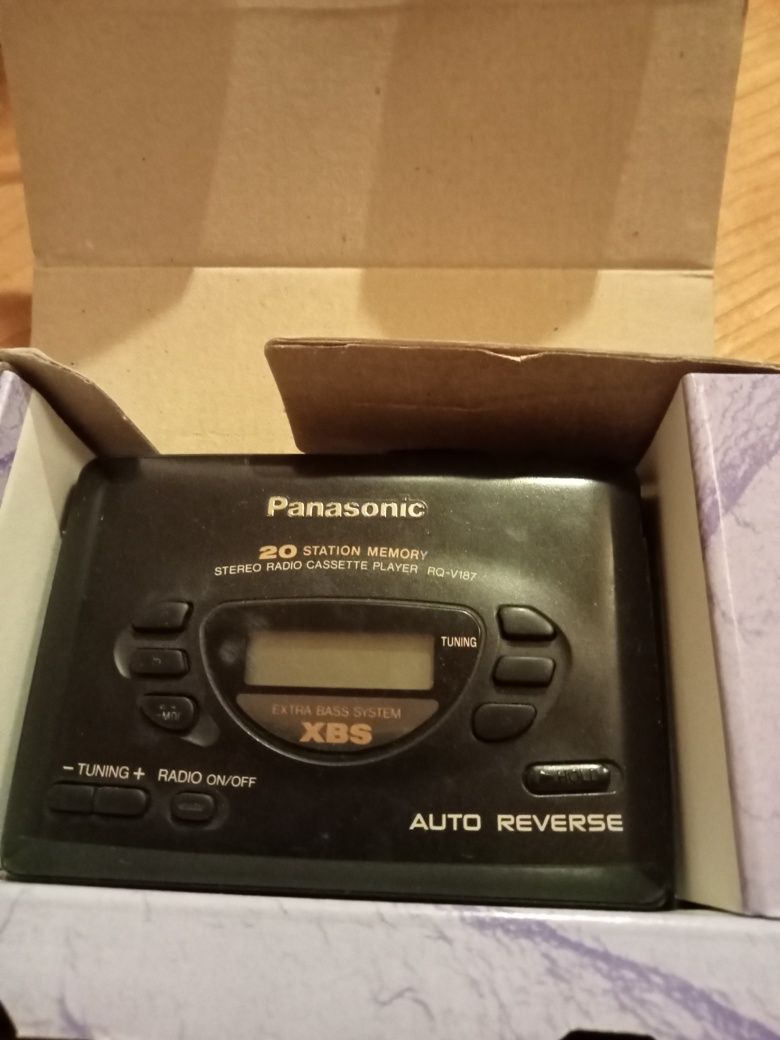 Panasonic
20 STATION MEMORY
STEREO RADIO CASSETTE PLAYER RQ-V187
TUNING
EXTRA BASS SYSTEM
XBS
− TUNING + RADIO ON/OFF
HOLD
AUTO REVERSE